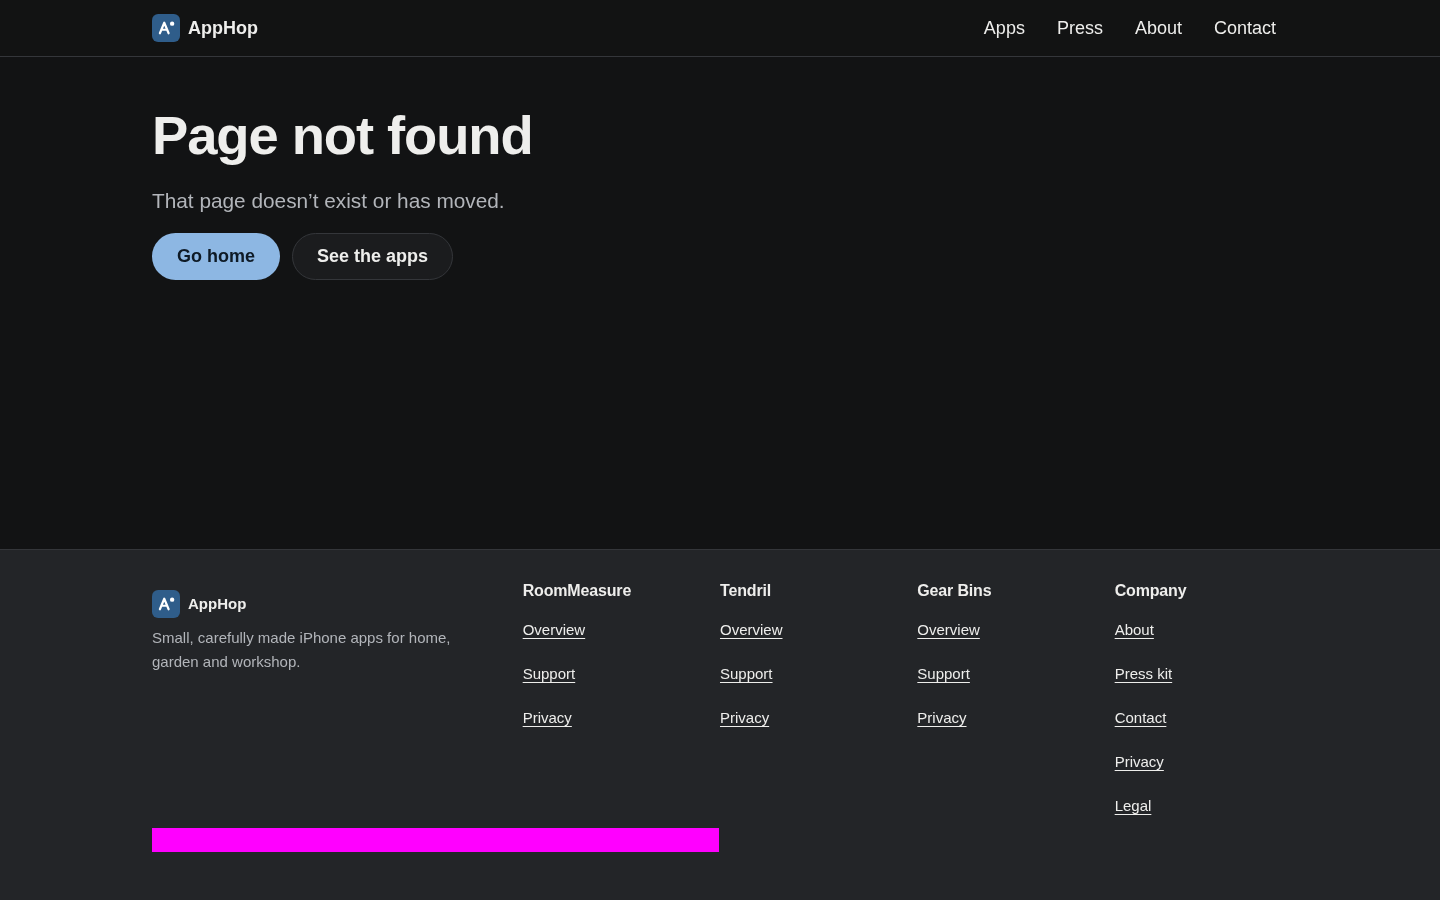 AppHop
Apps Press About Contact
Page not found
That page doesn’t exist or has moved.
Go home
See the apps
AppHop
Small, carefully made iPhone apps for home,
garden and workshop.
RoomMeasure
Overview
Support
Privacy
Tendril
Overview
Support
Privacy
Gear Bins
Overview
Support
Privacy
Company
About
Press kit
Contact
Privacy
Legal